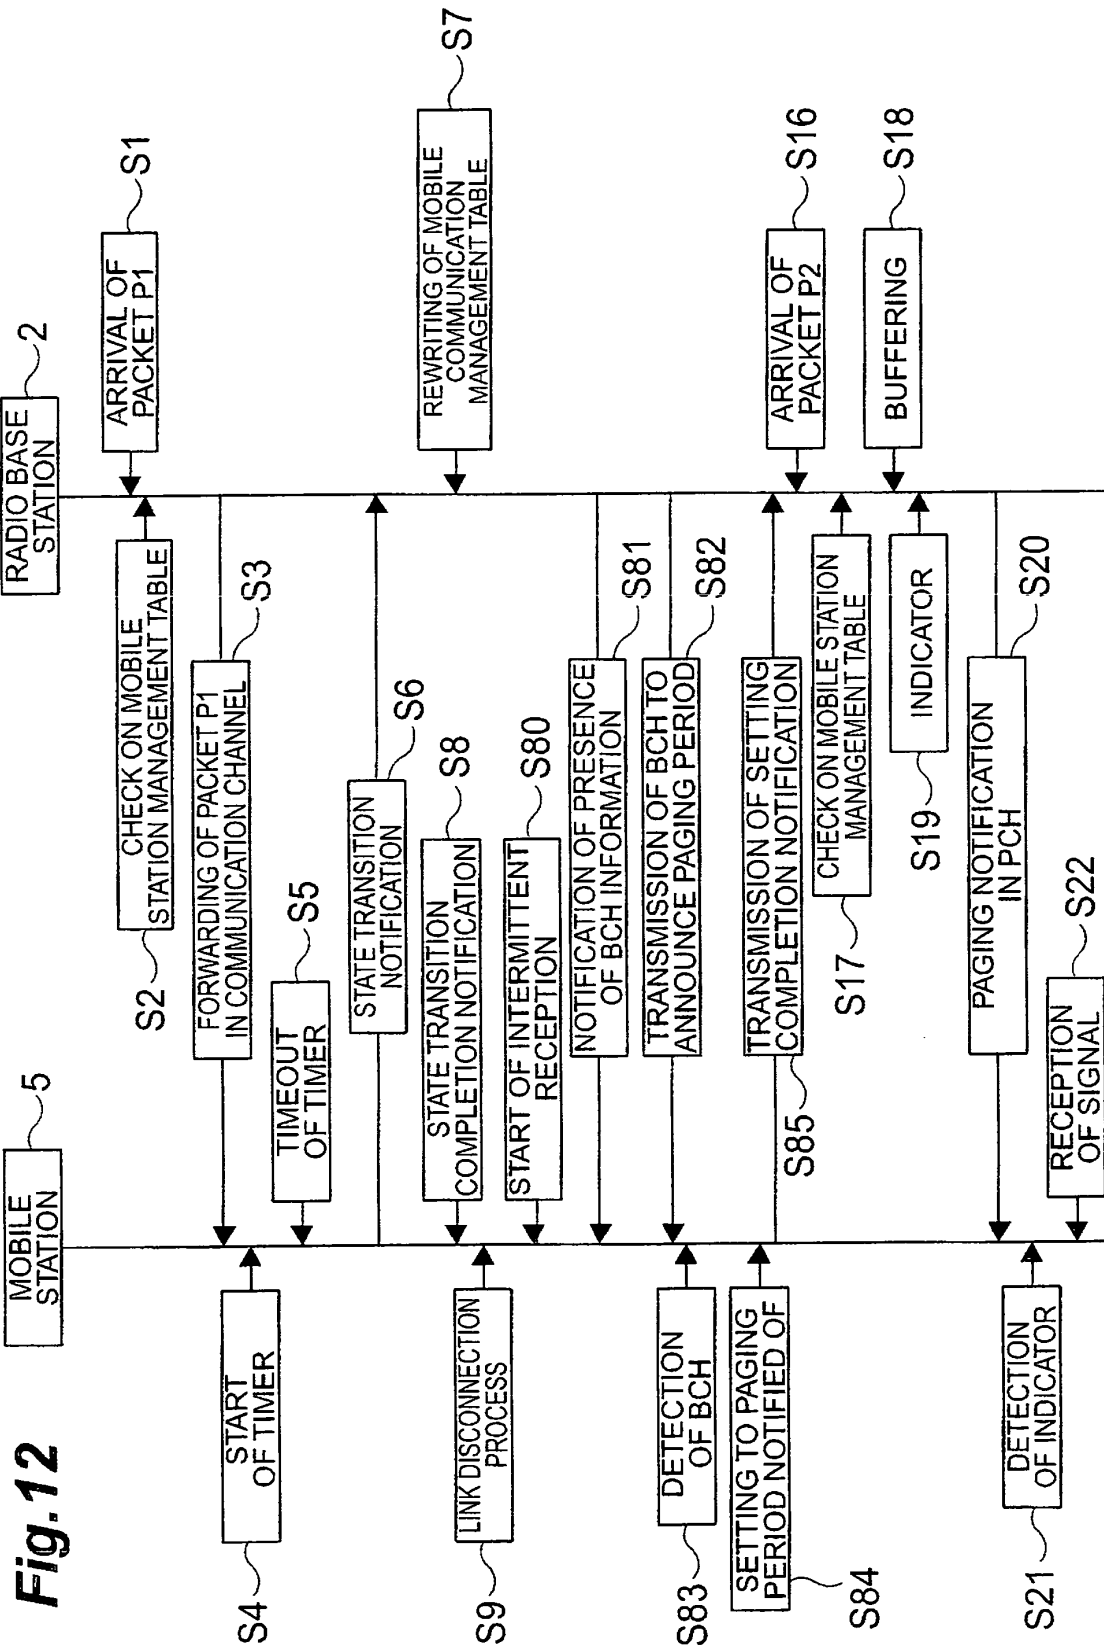 Fig.12
MOBILE
STATION
5
RADIO BASE
STATION
2
ARRIVAL OF
PACKET P1
S1
CHECK ON MOBILE
STATION MANAGEMENT TABLE
S2
FORWARDING OF PACKET P1
IN COMMUNICATION CHANNEL
S3
START
OF TIMER
S4
TIMEOUT
OF TIMER
S5
STATE TRANSITION
NOTIFICATION
S6
REWRITING OF MOBILE
COMMUNICATION
MANAGEMENT TABLE
S7
STATE TRANSITION
COMPLETION NOTIFICATION
S8
LINK DISCONNECTION
PROCESS
S9
START OF INTERMITTENT
RECEPTION
S80
NOTIFICATION OF PRESENCE
OF BCH INFORMATION
S81
TRANSMISSION OF BCH TO
ANNOUNCE PAGING PERIOD
S82
DETECTION
OF BCH
S83
SETTING TO PAGING
PERIOD NOTIFIED OF
S84
TRANSMISSION OF SETTING
COMPLETION NOTIFICATION
S85
ARRIVAL OF
PACKET P2
S16
CHECK ON MOBILE STATION
MANAGEMENT TABLE
S17
BUFFERING
S18
INDICATOR
S19
PAGING NOTIFICATION
IN PCH
S20
DETECTION
OF INDICATOR
S21
RECEPTION
OF SIGNAL
S22